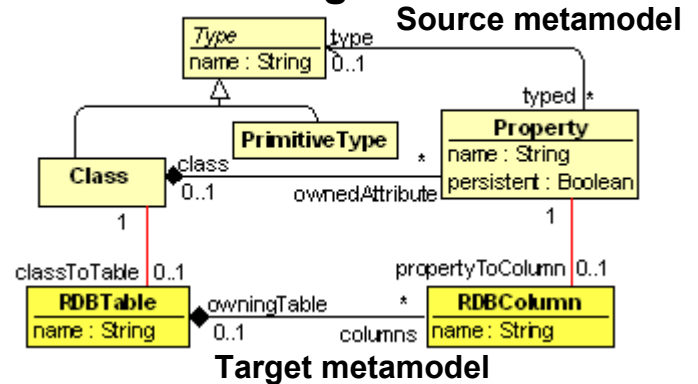 Source metamodel
Type
name : String
type
0..1
typed *
PrimitiveType
Property
name : String
persistent : Boolean
Class
class
0..1
*
ownedAttribute
1
1
classToTable 0..1
propertyToColumn 0..1
RDBTable
name : String
owningTable
0..1
*
columns
RDBColumn
name : String
Target metamodel